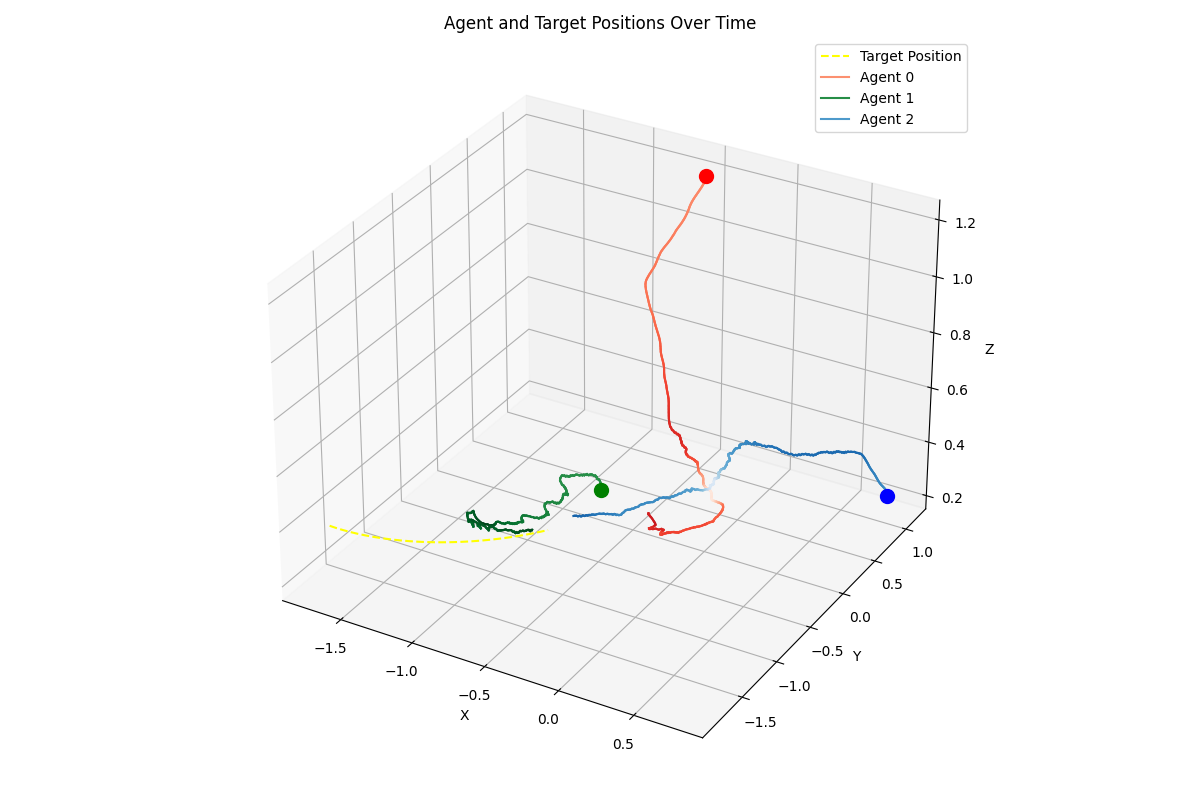 Agent and Target Positions Over Time
Target Position
Agent 0
Agent 1
Agent 2
1.2
1.0
0.8
Z
0.6
0.4
0.2
1.0
0.5
0.0
−0.5
Y
−1.0
−1.5
−1.5
−1.0
−0.5
X
0.0
0.5